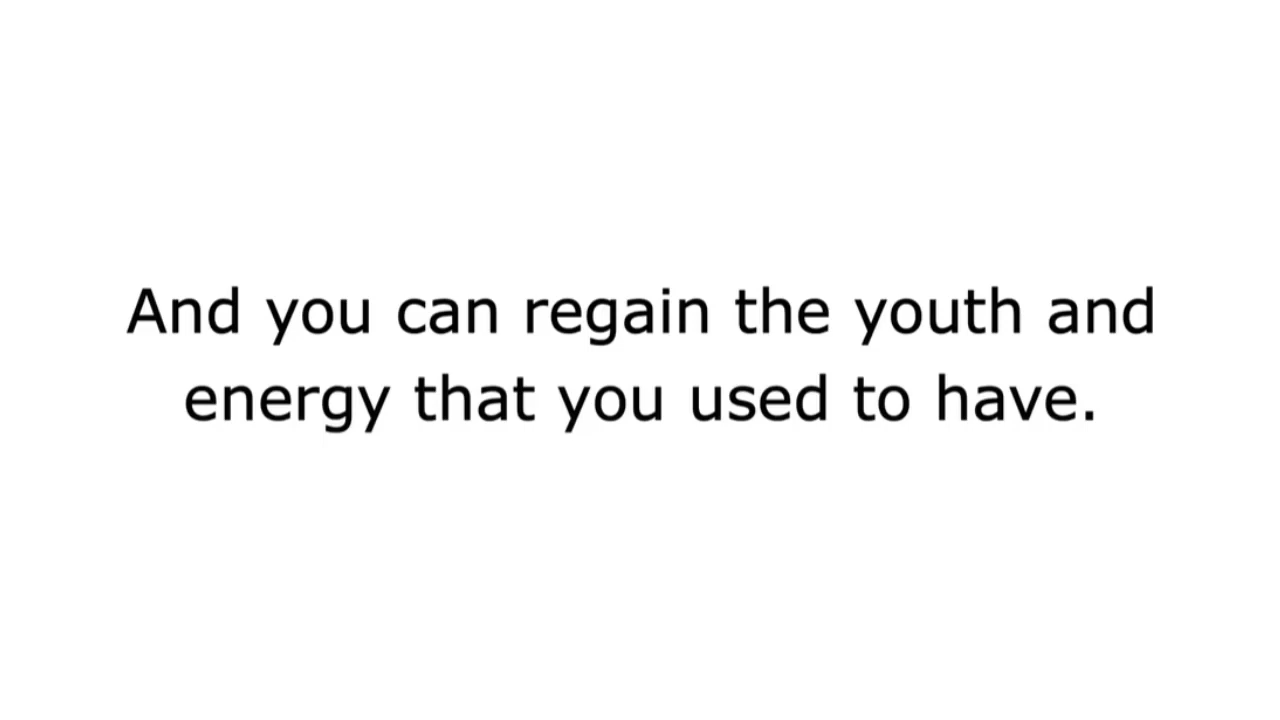 And you can regain the youth and
energy that you used to have.